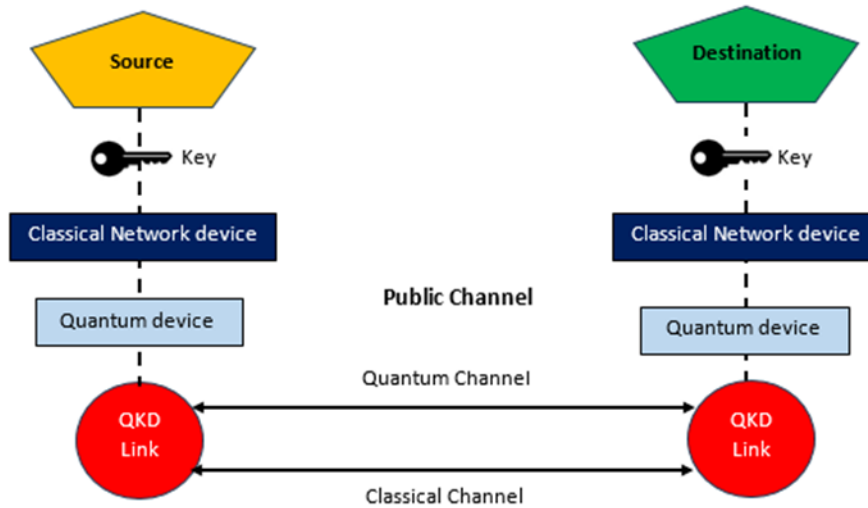 Source
Destination
Key
Key
Classical Network device
Classical Network device
Public Channel
Quantum device
Quantum device
Quantum Channel
QKD
Link
QKD
Link
Classical Channel